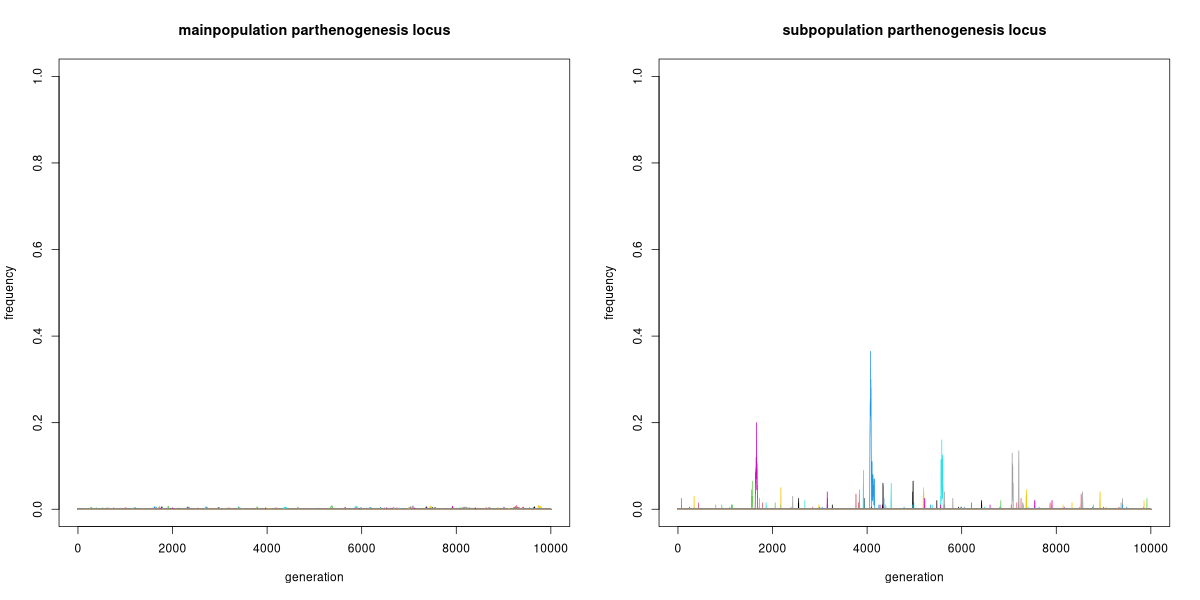 mainpopulation parthenogenesis locus
frequency
0.0
0.2
0.4
0.6
0.8
1.0
0 2000 4000 6000 8000 10000
generation
subpopulation parthenogenesis locus
frequency
0.0
0.2
0.4
0.6
0.8
1.0
0 2000 4000 6000 8000 10000
generation